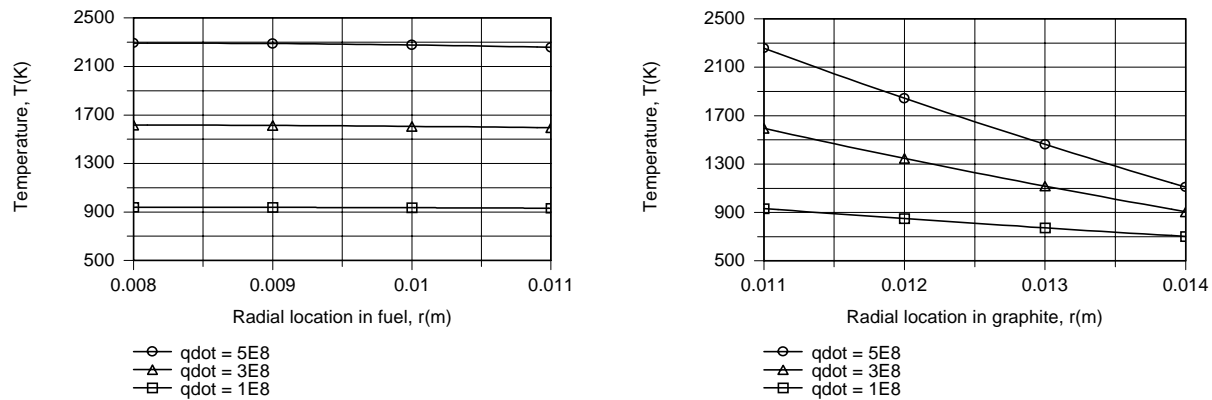 Temperature, T(K)
2500
2100
1700
1300
900
500
0.008
0.009
0.01
0.011
Radial location in fuel, r(m)
qdot = 5E8
qdot = 3E8
qdot = 1E8
Temperature, T(K)
2500
2100
1700
1300
900
500
0.011
0.012
0.013
0.014
Radial location in graphite, r(m)
qdot = 5E8
qdot = 3E8
qdot = 1E8